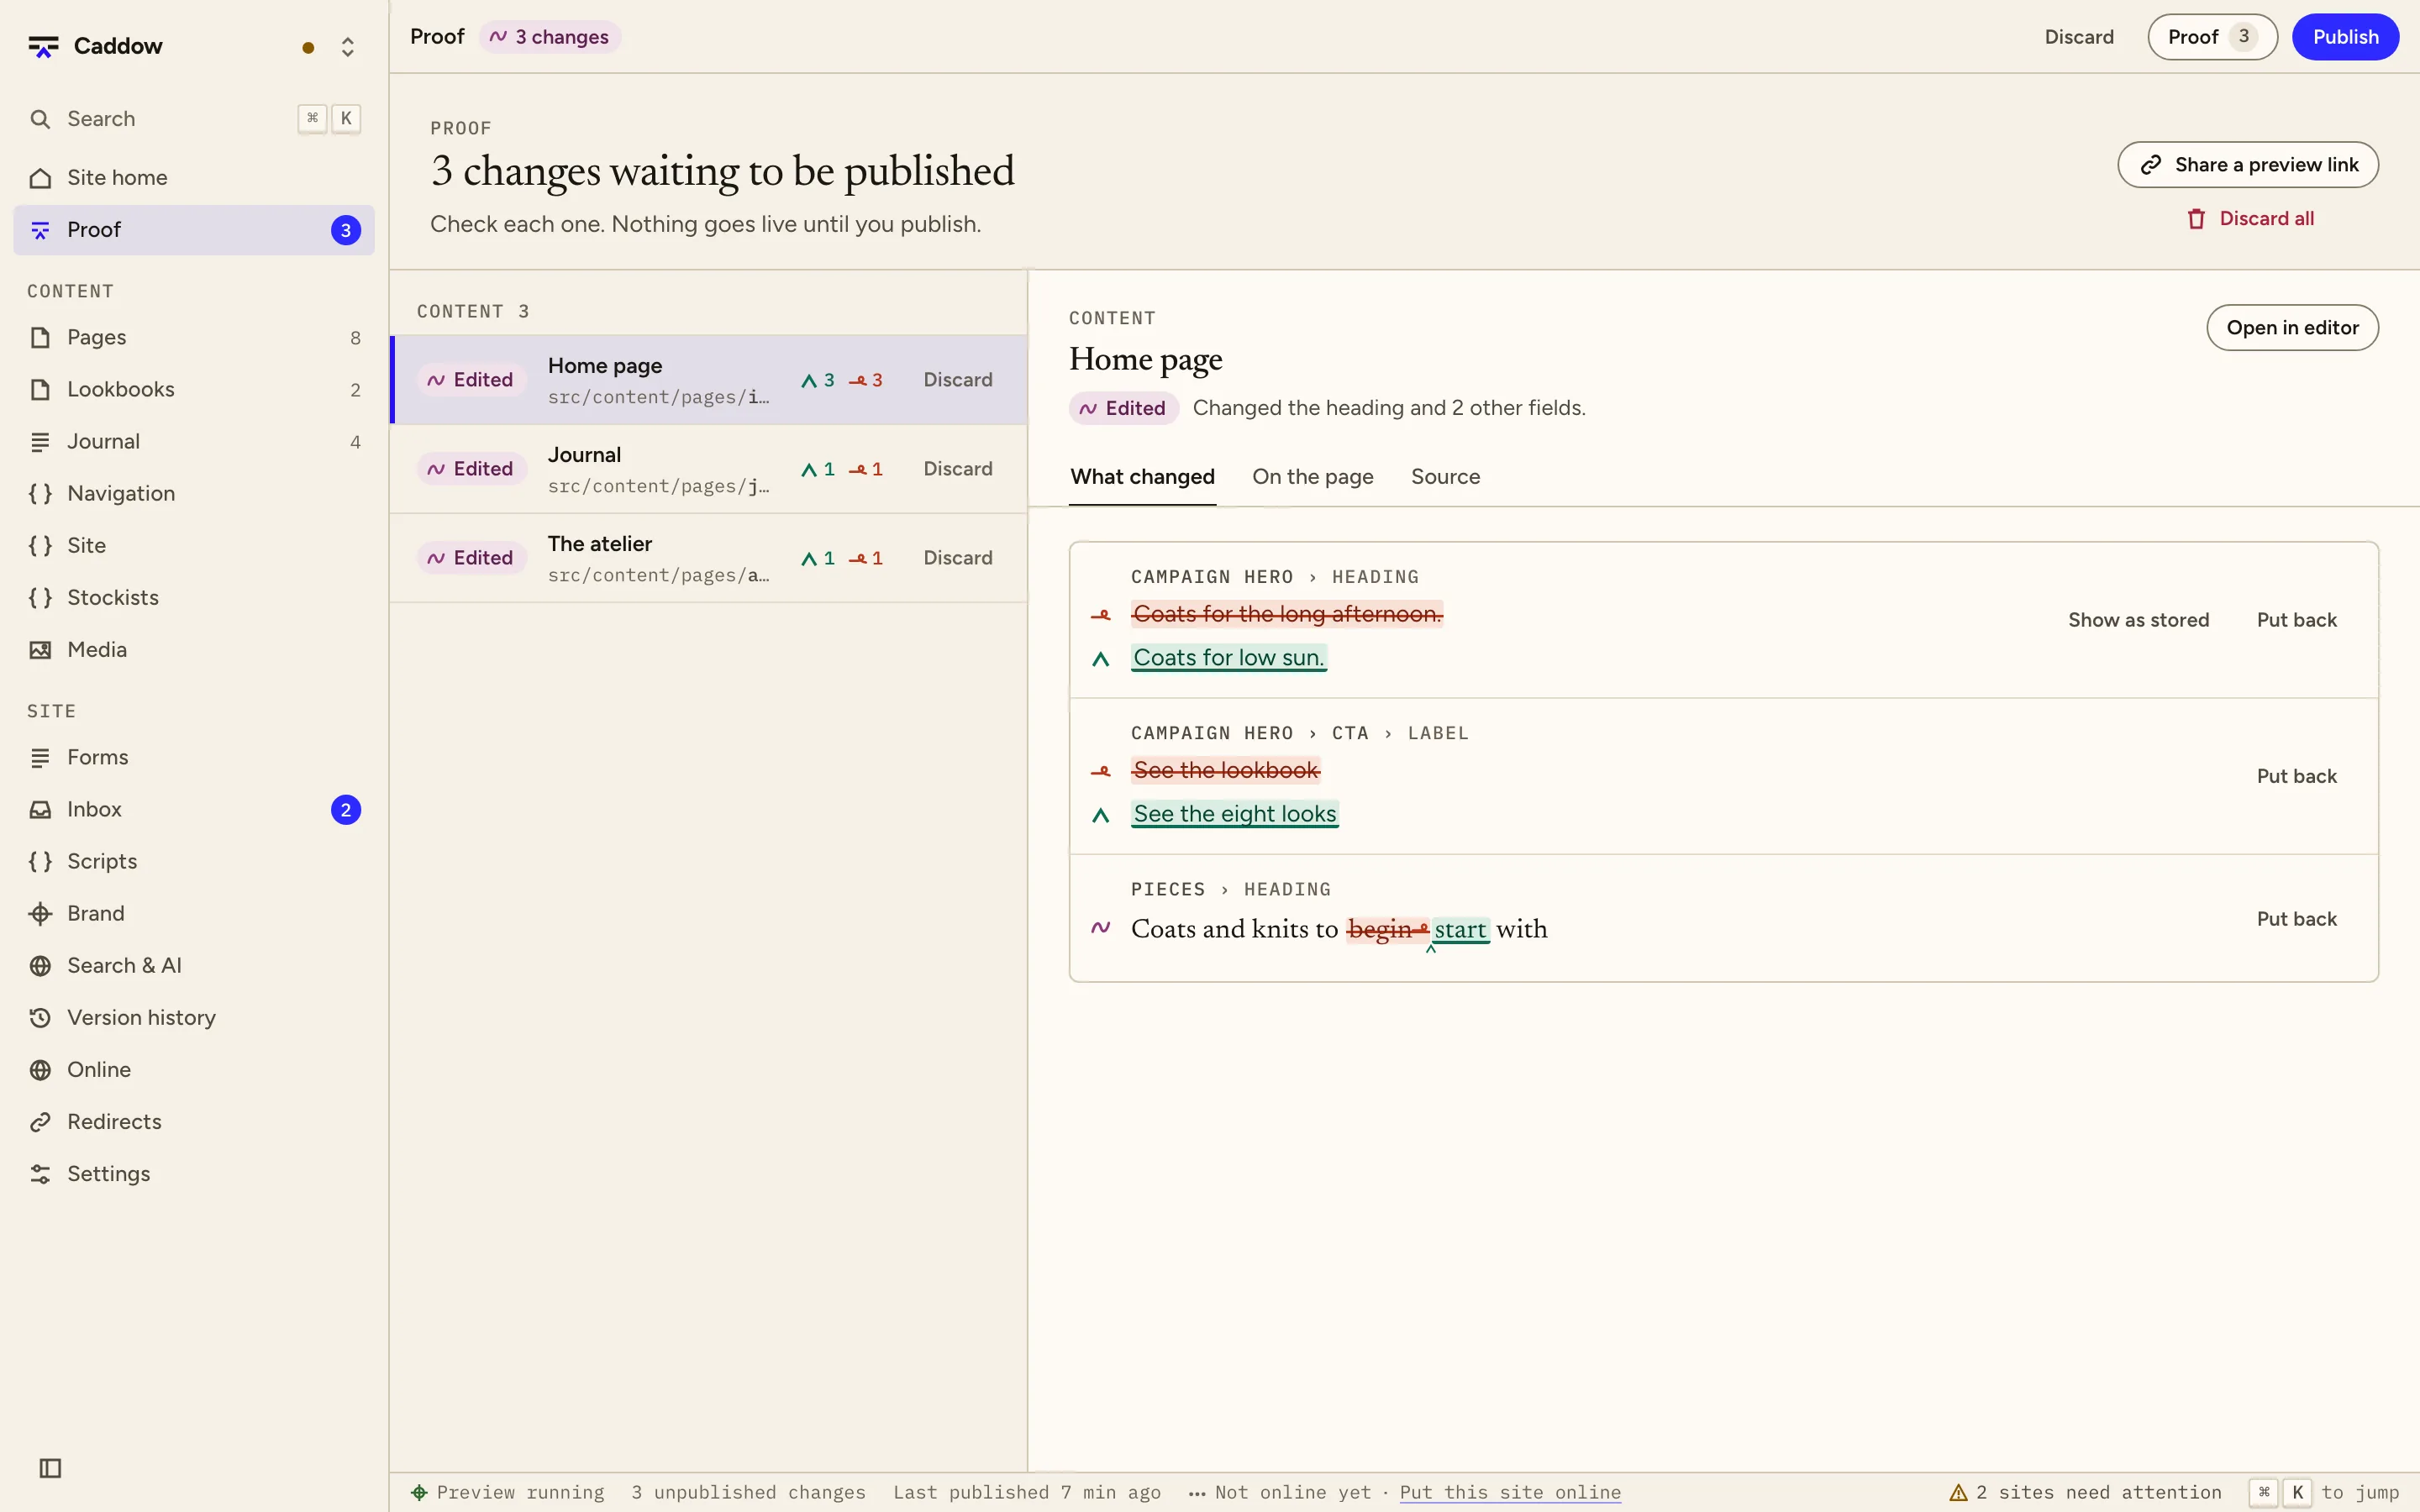 Caddow
Search ⌘ K
Site home
Proof 3
CONTENT
Pages 8
Lookbooks 2
Journal 4
Navigation
Site
Stockists
Media
SITE
Forms
Inbox 2
Scripts
Brand
Search & AI
Version history
Online
Redirects
Settings
Proof 3 changes
Discard
Proof 3
Publish
PROOF
3 changes waiting to be published
Check each one. Nothing goes live until you publish.
Share a preview link
Discard all
CONTENT 3
Edited Home page 3 3 Discard
src/content/pages/i…
Edited Journal 1 1 Discard
src/content/pages/j…
Edited The atelier 1 1 Discard
src/content/pages/a…
CONTENT
Home page
Open in editor
Edited Changed the heading and 2 other fields.
What changed On the page Source
CAMPAIGN HERO › HEADING
Coats for the long afternoon.
Coats for low sun.
Show as stored Put back
CAMPAIGN HERO › CTA › LABEL
See the lookbook
See the eight looks
Put back
PIECES › HEADING
Coats and knits to begin start with
Put back
Preview running 3 unpublished changes Last published 7 min ago Not online yet · Put this site online 2 sites need attention ⌘ K to jump